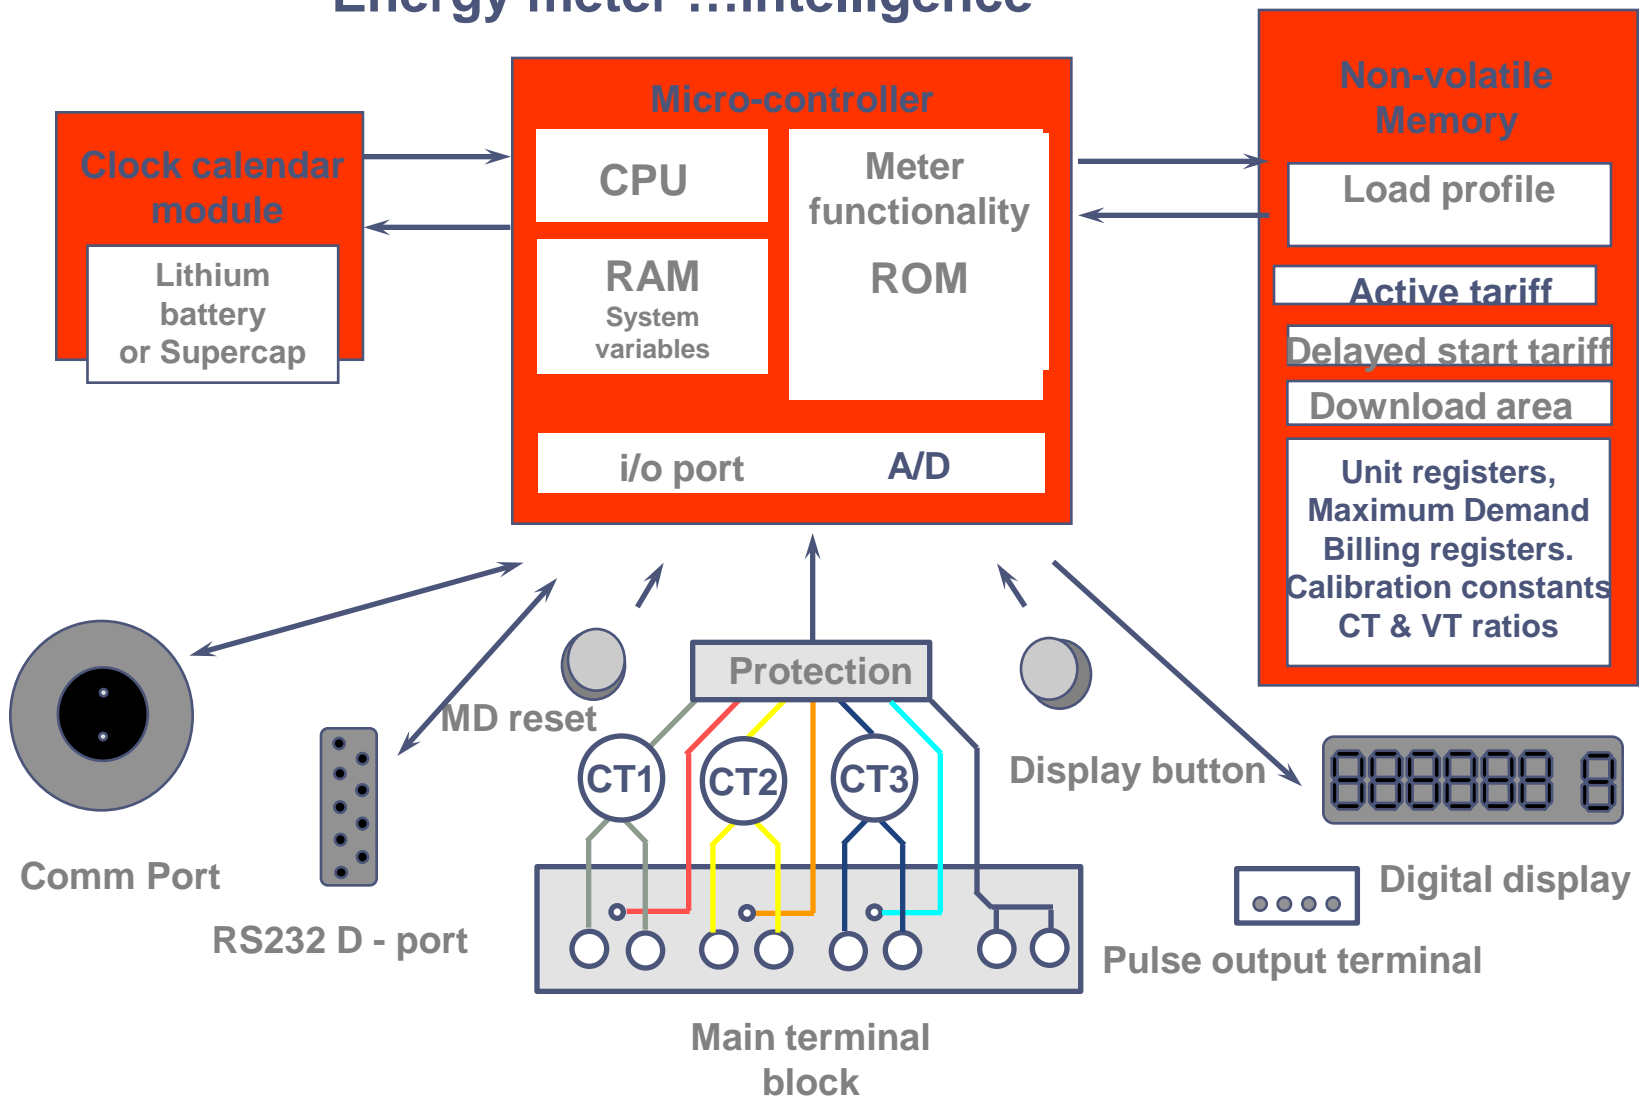 Energy meter ...intelligence
Clock calendar
module
Lithium
battery
or Supercap
Micro-controller
CPU
RAM
System
variables
Meter
functionality
ROM
i/o port
A/D
Non-volatile
Memory
Load profile
Active tariff
Delayed start tariff
Download area
Unit registers,
Maximum Demand
Billing registers.
Calibration constants
CT & VT ratios
Protection
MD reset
CT1
CT2
CT3
Display button
Comm Port
RS232 D - port
Digital display
Pulse output terminal
Main terminal
block